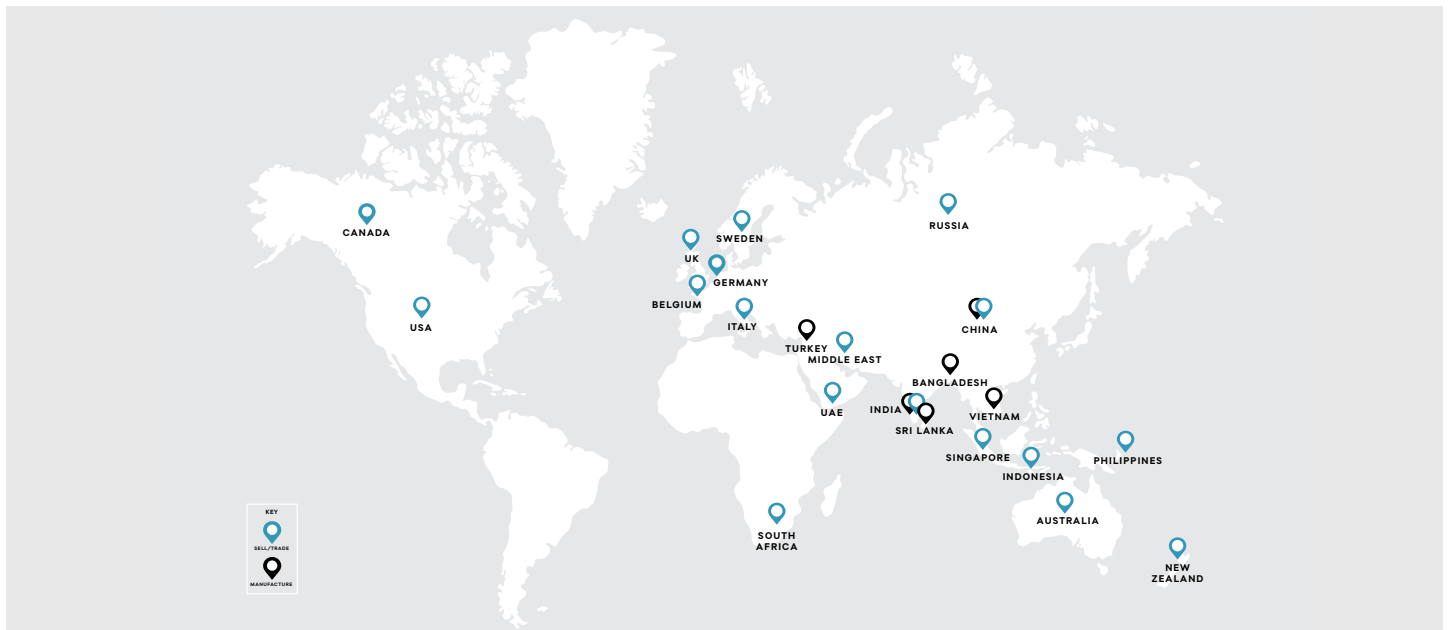 CANADA
USA
UK
SWEDEN
GERMANY
BELGIUM
ITALY
RUSSIA
CHINA
TURKEY
MIDDLE EAST
BANGLADESH
UAE
INDIA
SRI LANKA
VIETNAM
SINGAPORE
INDONESIA
PHILIPPINES
AUSTRALIA
SOUTH
AFRICA
NEW
ZEALAND
KEY
SELL/TRADE
MANUFACTURE